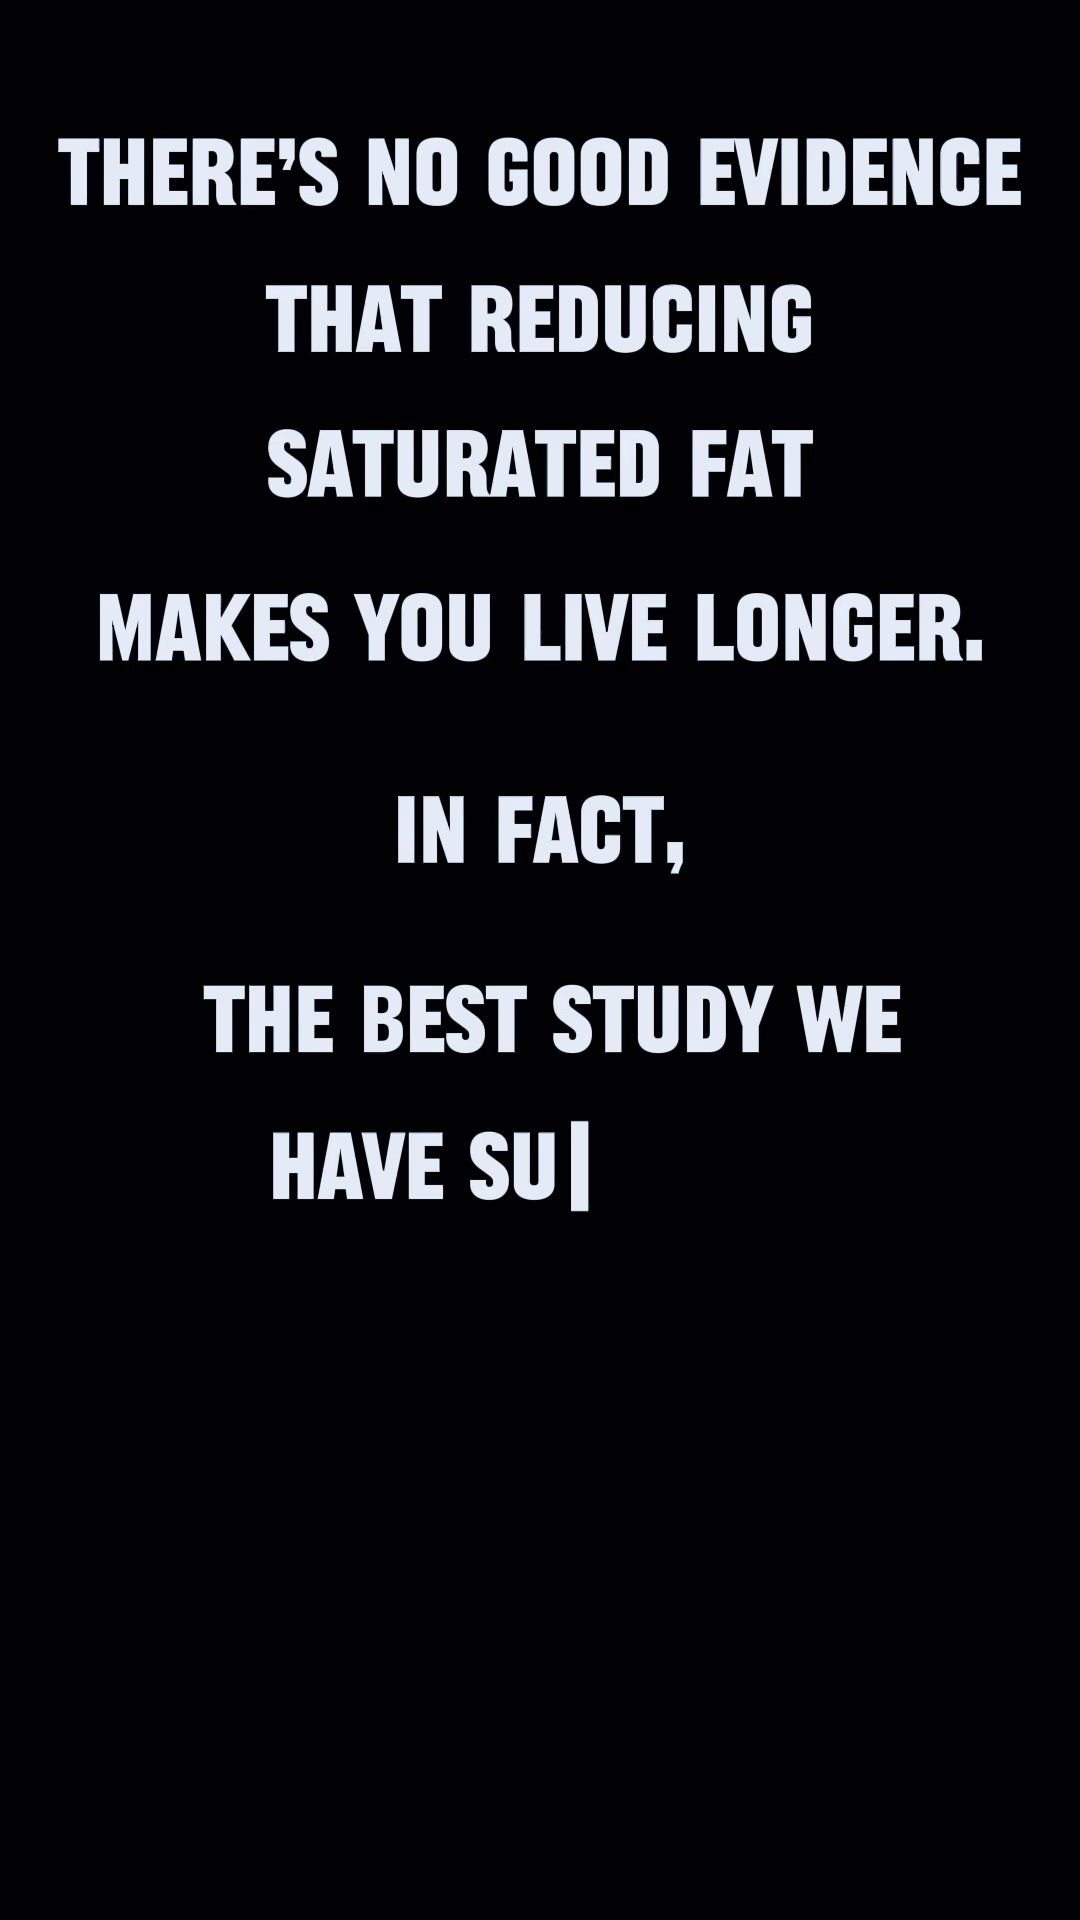 THERE’S NO GOOD EVIDENCE
THAT REDUCING
SATURATED FAT
MAKES YOU LIVE LONGER.
IN FACT,
THE BEST STUDY WE
HAVE SU